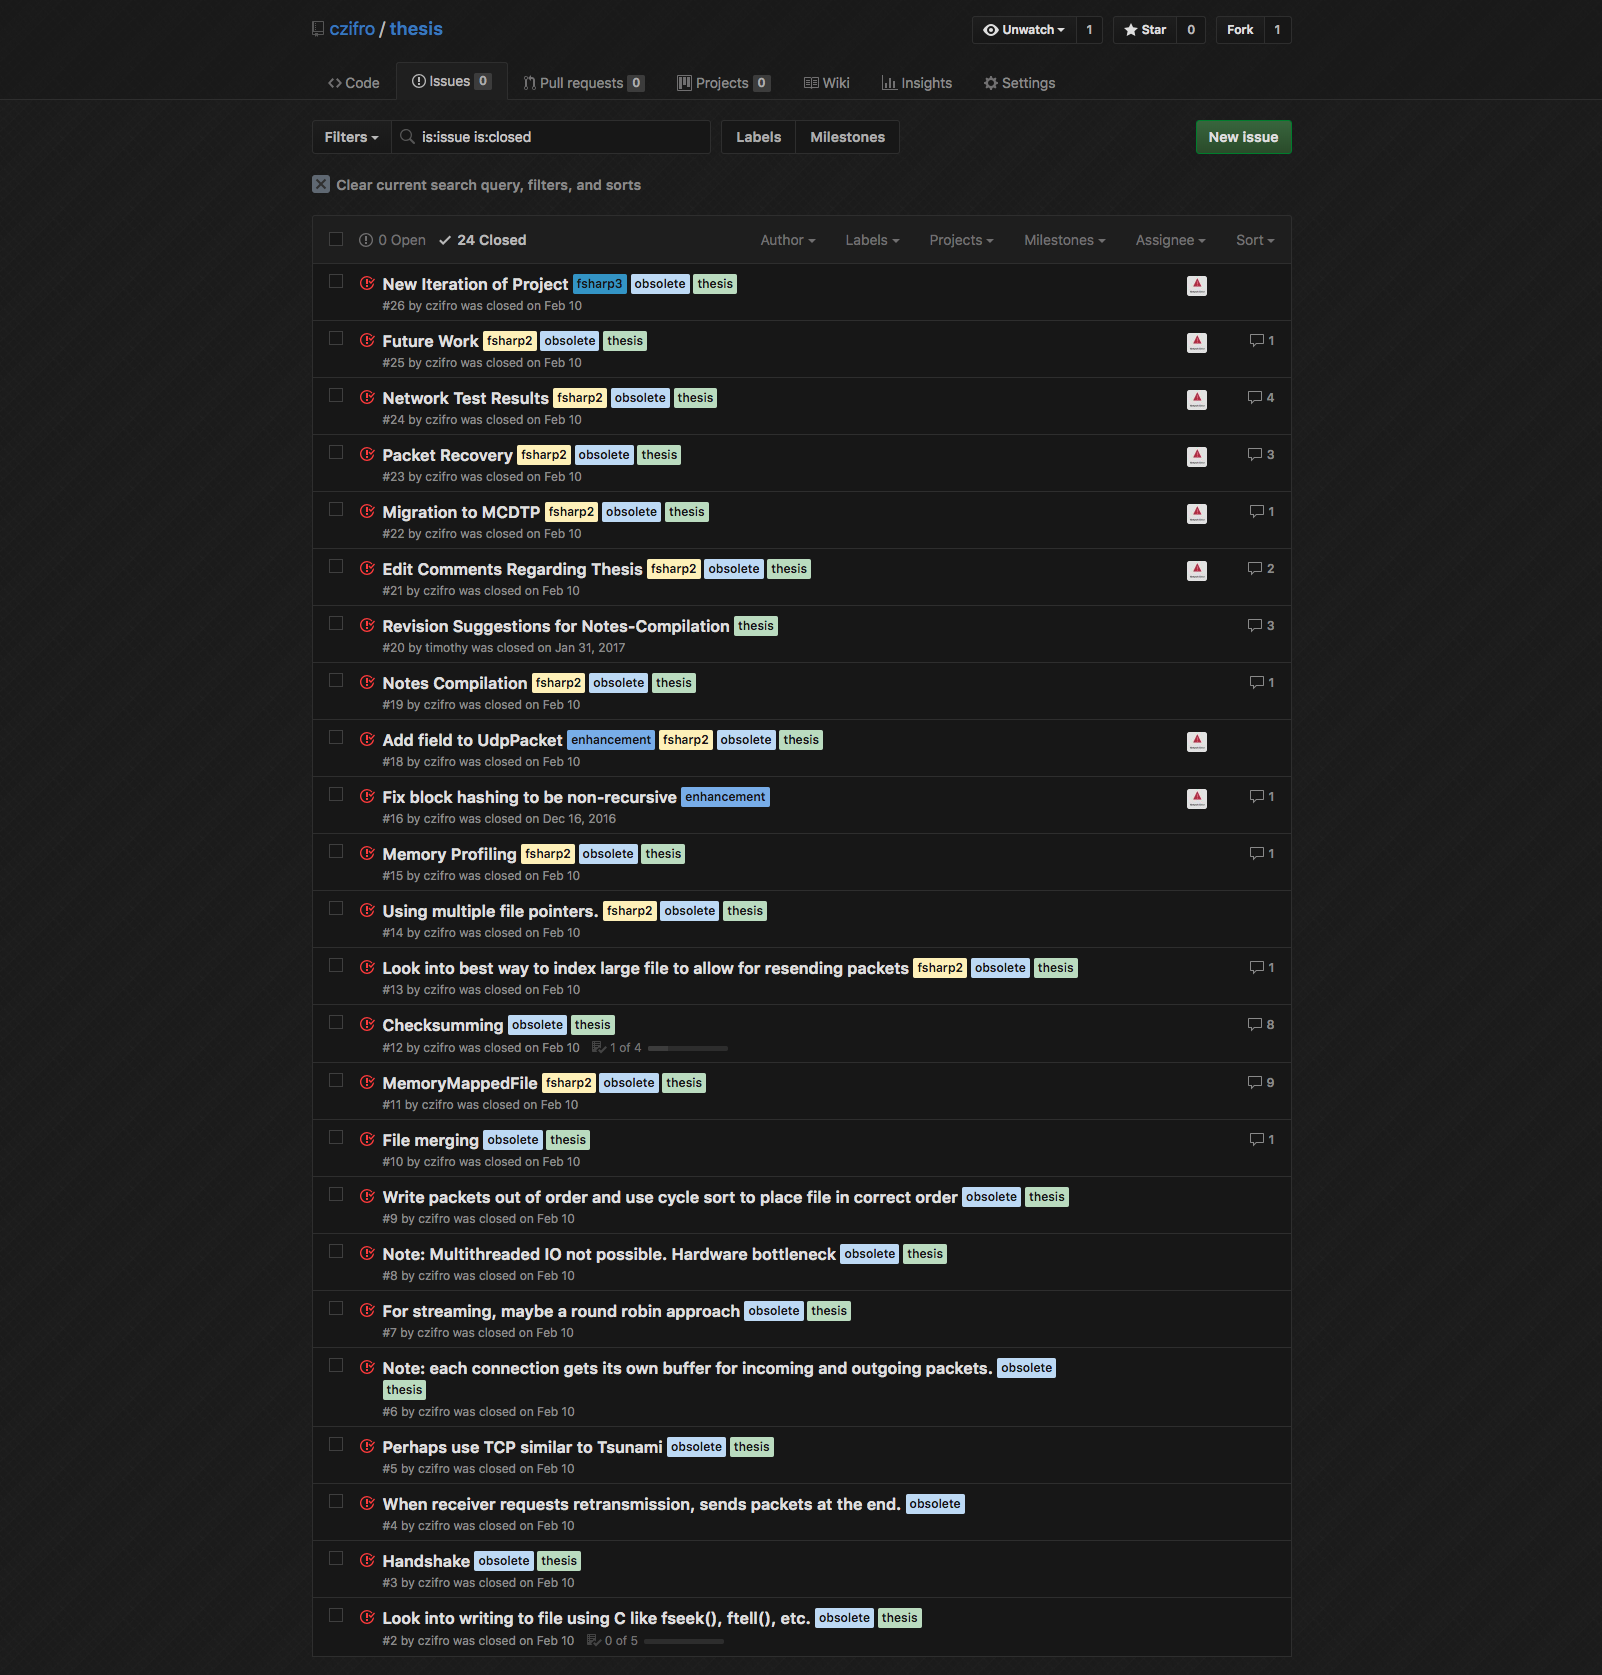 czifro / thesis
Unwatch 1 Star 0 Fork 1
Code Issues 0 Pull requests 0 Projects 0 Wiki Insights Settings
Filters is:issue is:closed Labels Milestones New issue
Clear current search query, filters, and sorts
0 Open 24 Closed Author Labels Projects Milestones Assignee Sort
New Iteration of Project fsharp3 obsolete thesis
#26 by czifro was closed on Feb 10
Future Work fsharp2 obsolete thesis 1
#25 by czifro was closed on Feb 10
Network Test Results fsharp2 obsolete thesis 4
#24 by czifro was closed on Feb 10
Packet Recovery fsharp2 obsolete thesis 3
#23 by czifro was closed on Feb 10
Migration to MCDTP fsharp2 obsolete thesis 1
#22 by czifro was closed on Feb 10
Edit Comments Regarding Thesis fsharp2 obsolete thesis 2
#21 by czifro was closed on Feb 10
Revision Suggestions for Notes-Compilation thesis 3
#20 by timothy was closed on Jan 31, 2017
Notes Compilation fsharp2 obsolete thesis 1
#19 by czifro was closed on Feb 10
Add field to UdpPacket enhancement fsharp2 obsolete thesis
#18 by czifro was closed on Feb 10
Fix block hashing to be non-recursive enhancement 1
#16 by czifro was closed on Dec 16, 2016
Memory Profiling fsharp2 obsolete thesis 1
#15 by czifro was closed on Feb 10
Using multiple file pointers. fsharp2 obsolete thesis
#14 by czifro was closed on Feb 10
Look into best way to index large file to allow for resending packets fsharp2 obsolete thesis 1
#13 by czifro was closed on Feb 10
Checksumming obsolete thesis 8
#12 by czifro was closed on Feb 10 1 of 4
MemoryMappedFile fsharp2 obsolete thesis 9
#11 by czifro was closed on Feb 10
File merging obsolete thesis 1
#10 by czifro was closed on Feb 10
Write packets out of order and use cycle sort to place file in correct order obsolete thesis
#9 by czifro was closed on Feb 10
Note: Multithreaded IO not possible. Hardware bottleneck obsolete thesis
#8 by czifro was closed on Feb 10
For streaming, maybe a round robin approach obsolete thesis
#7 by czifro was closed on Feb 10
Note: each connection gets its own buffer for incoming and outgoing packets. obsolete
thesis
#6 by czifro was closed on Feb 10
Perhaps use TCP similar to Tsunami obsolete thesis
#5 by czifro was closed on Feb 10
When receiver requests retransmission, sends packets at the end. obsolete
#4 by czifro was closed on Feb 10
Handshake obsolete thesis
#3 by czifro was closed on Feb 10
Look into writing to file using C like fseek(), ftell(), etc. obsolete thesis
#2 by czifro was closed on Feb 10 0 of 5